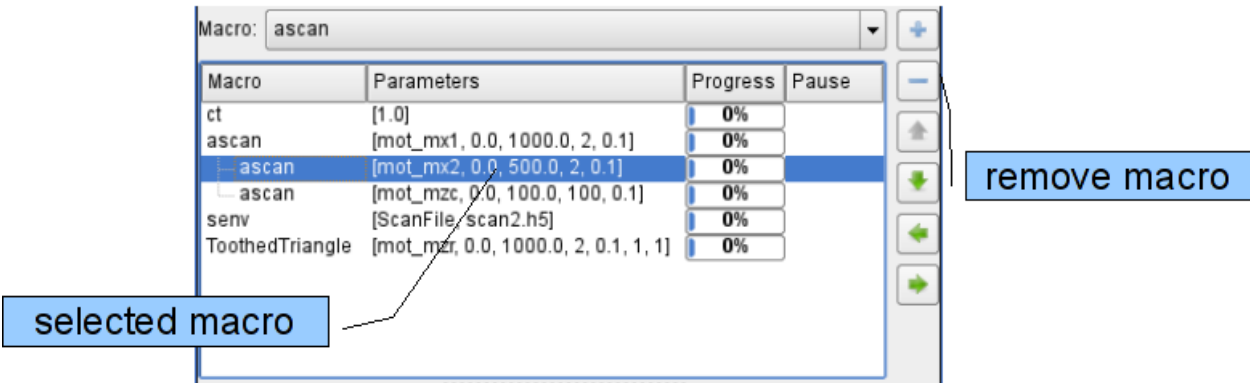 Macro: ascan
Macro Parameters Progress Pause
ct [1.0] 0%
ascan [mot_mx1, 0.0, 1000.0, 2, 0.1] 0%
ascan [mot_mx2, 0.0, 500.0, 2, 0.1] 0%
ascan [mot_mzc, 0.0, 100.0, 100, 0.1] 0%
senv [ScanFile, scan2.h5] 0%
ToothedTriangle [mot_mzr, 0.0, 1000.0, 2, 0.1, 1, 1] 0%
remove macro
selected macro